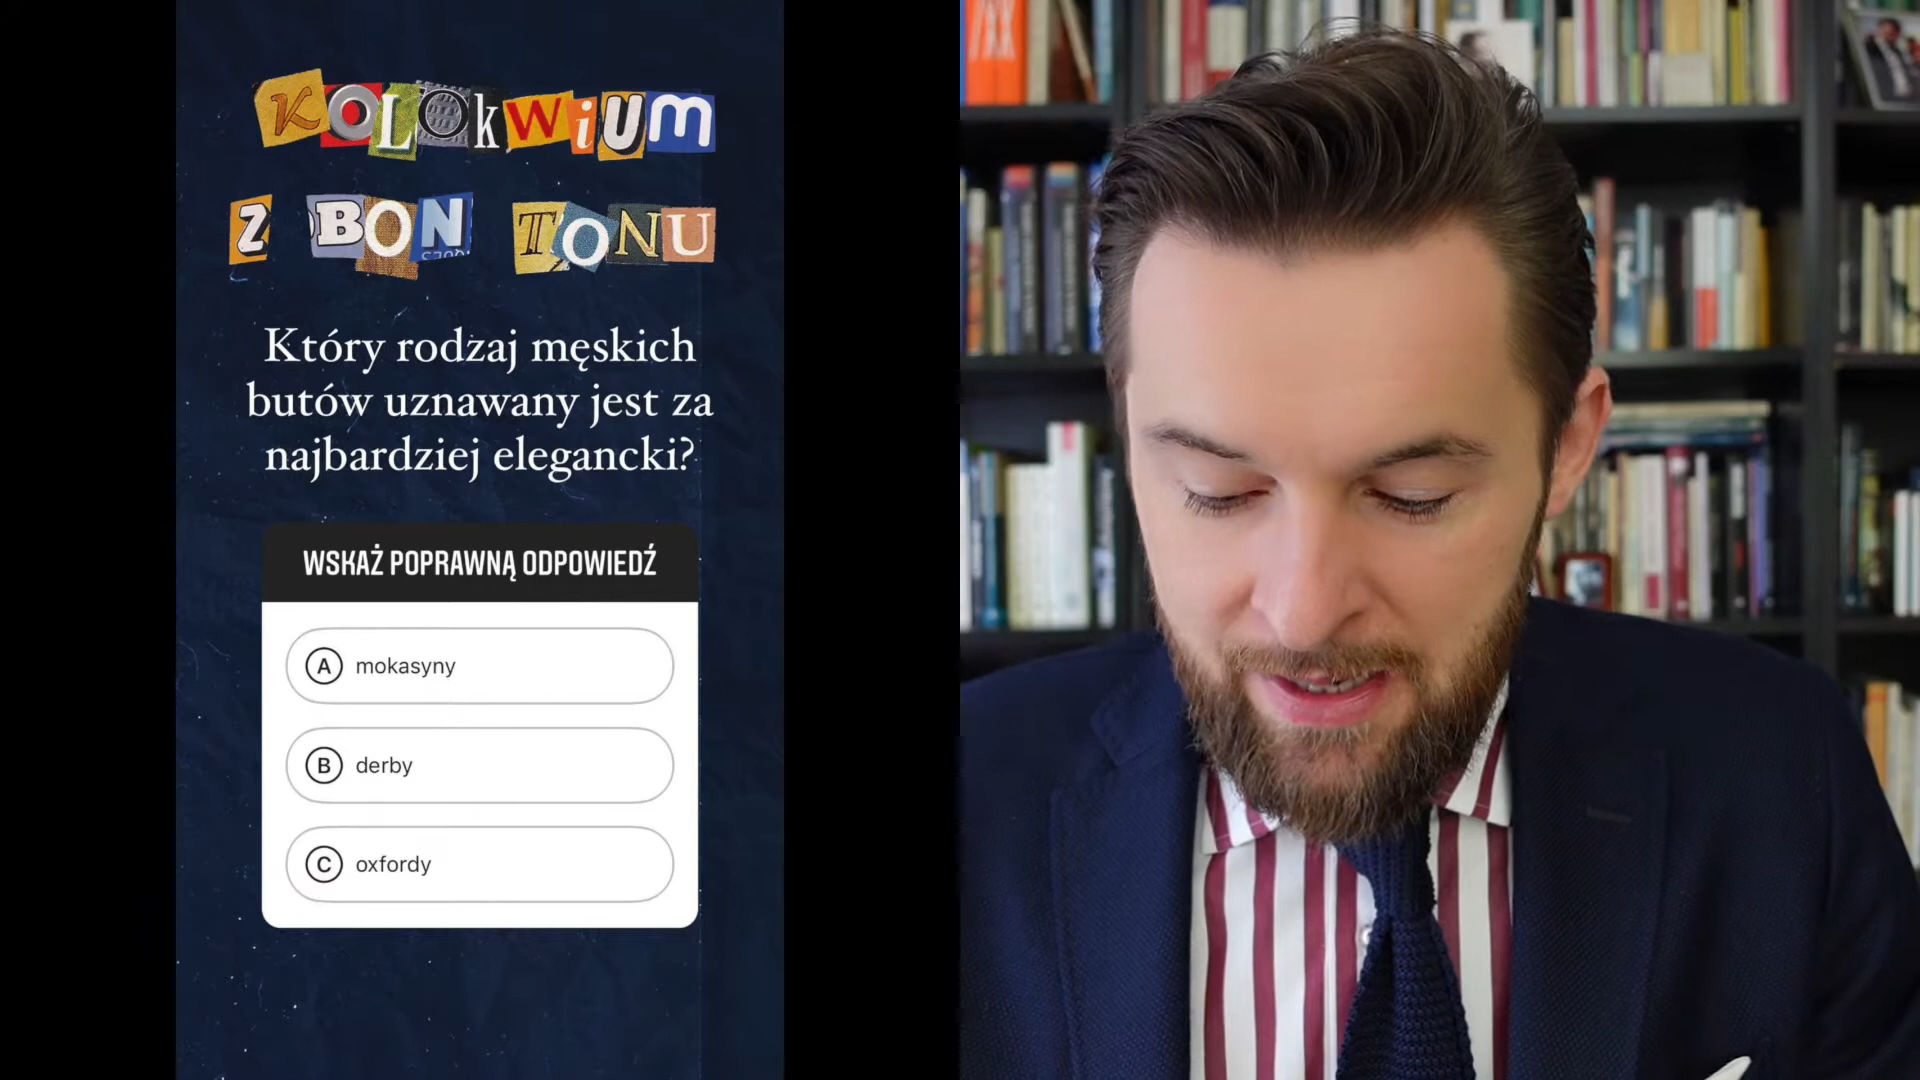 KOLOkWiUm
Z BON TONU
Który rodzaj męskich
butów uznawany jest za
najbardziej elegancki?
WSKAŻ POPRAWNĄ ODPOWIEDŹ
A mokasyny
B derby
C oxfordy